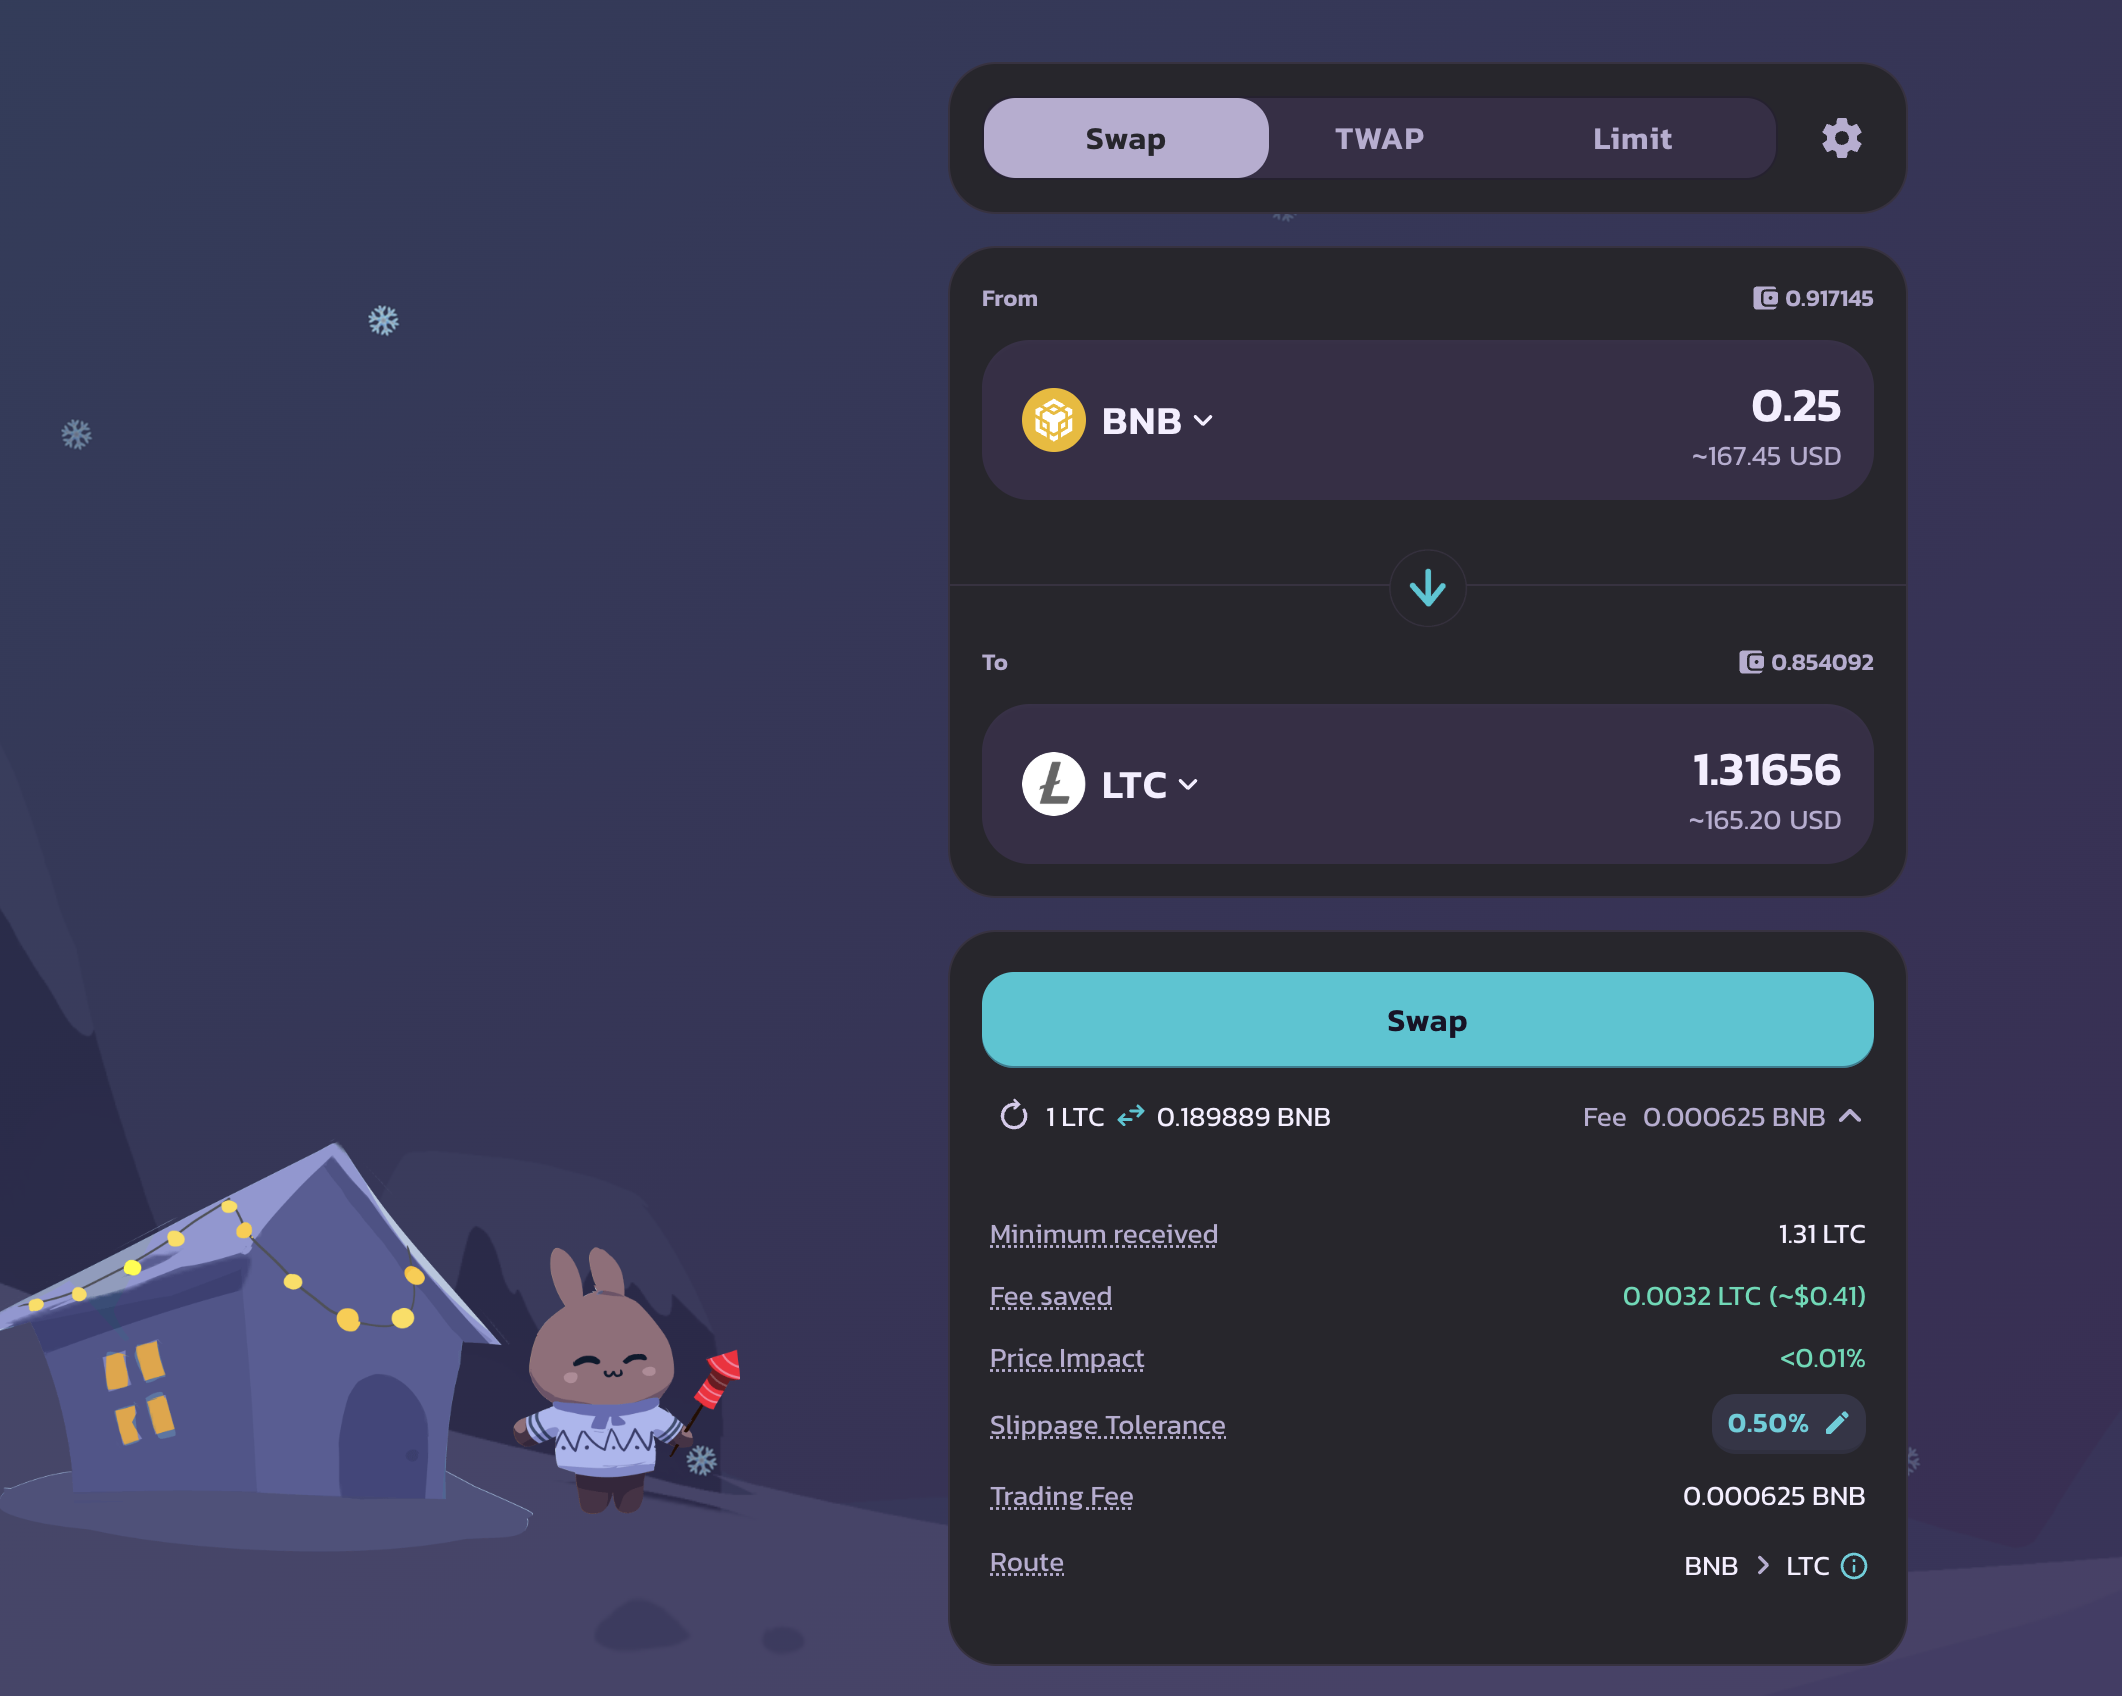 Swap TWAP Limit
From 0.917145
BNB 0.25
~167.45 USD
To 0.854092
LTC 1.31656
~165.20 USD
Swap
1 LTC 0.189889 BNB Fee 0.000625 BNB
Minimum received 1.31 LTC
Fee saved 0.0032 LTC (~$0.41)
Price Impact <0.01%
Slippage Tolerance 0.50%
Trading Fee 0.000625 BNB
Route BNB > LTC